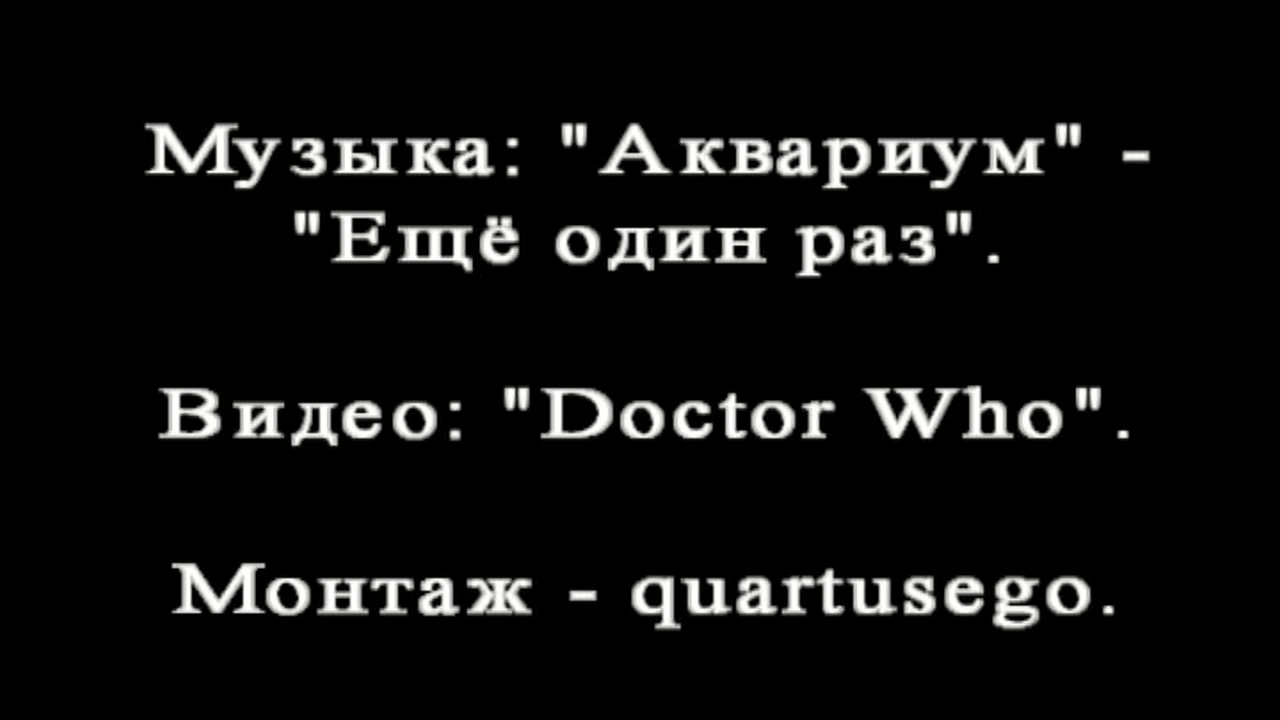 Музыка: "Аквариум" -
"Ещё один раз".
Видео: "Doctor Who".
Монтаж - quartusego.